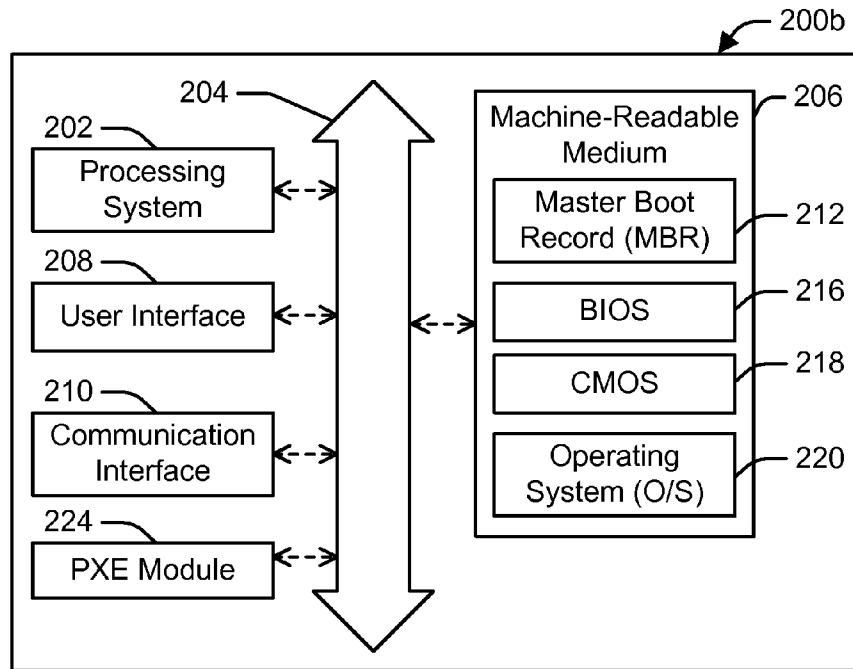 200b
204
202
Processing
System
208
User Interface
210
Communication
Interface
224
PXE Module
206
Machine-Readable
Medium
Master Boot
Record (MBR)
212
BIOS
216
CMOS
218
Operating
System (O/S)
220